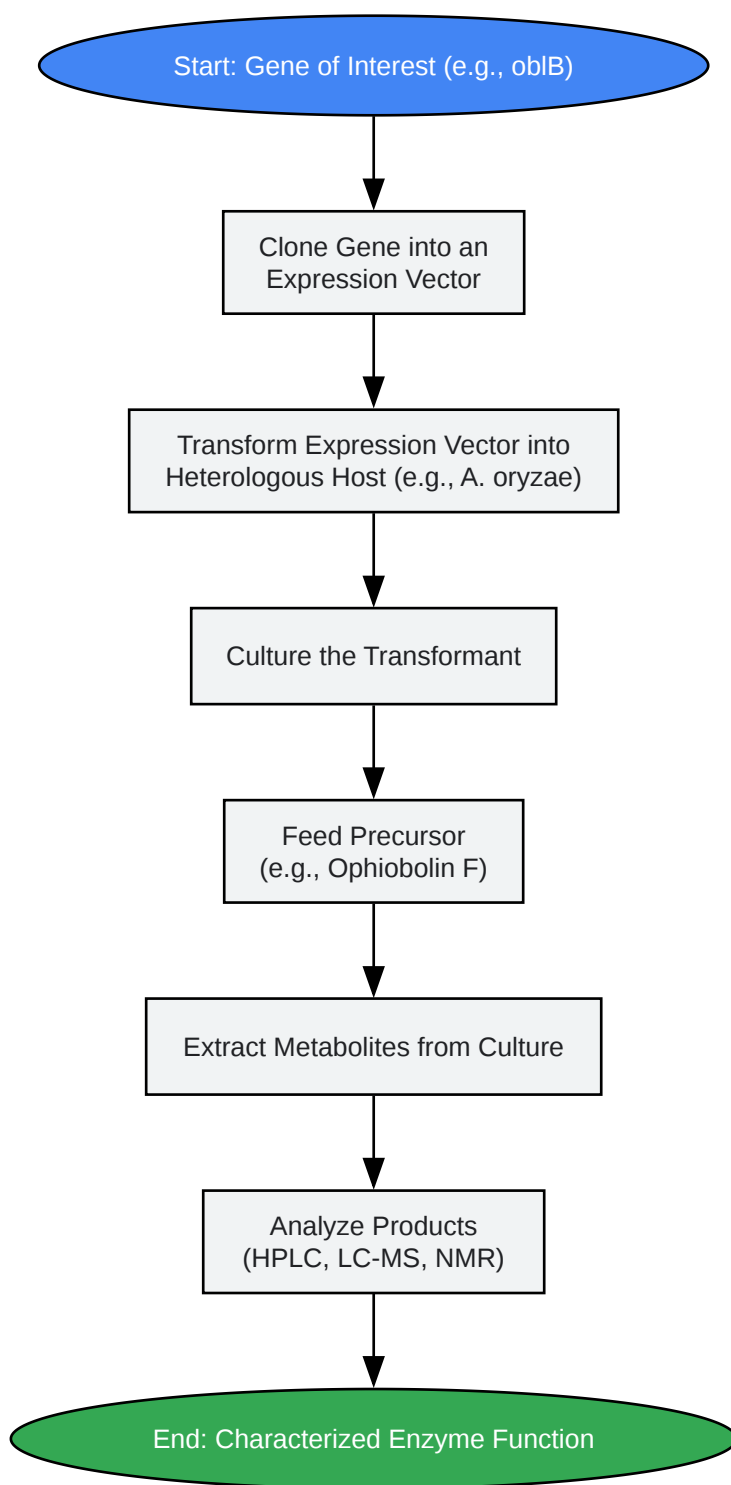 Start: Gene of Interest (e.g., oblB)
Clone Gene into an
Expression Vector
Transform Expression Vector into
Heterologous Host (e.g., A. oryzae)
Culture the Transformant
Feed Precursor
(e.g., Ophiobolin F)
Extract Metabolites from Culture
Analyze Products
(HPLC, LC-MS, NMR)
End: Characterized Enzyme Function